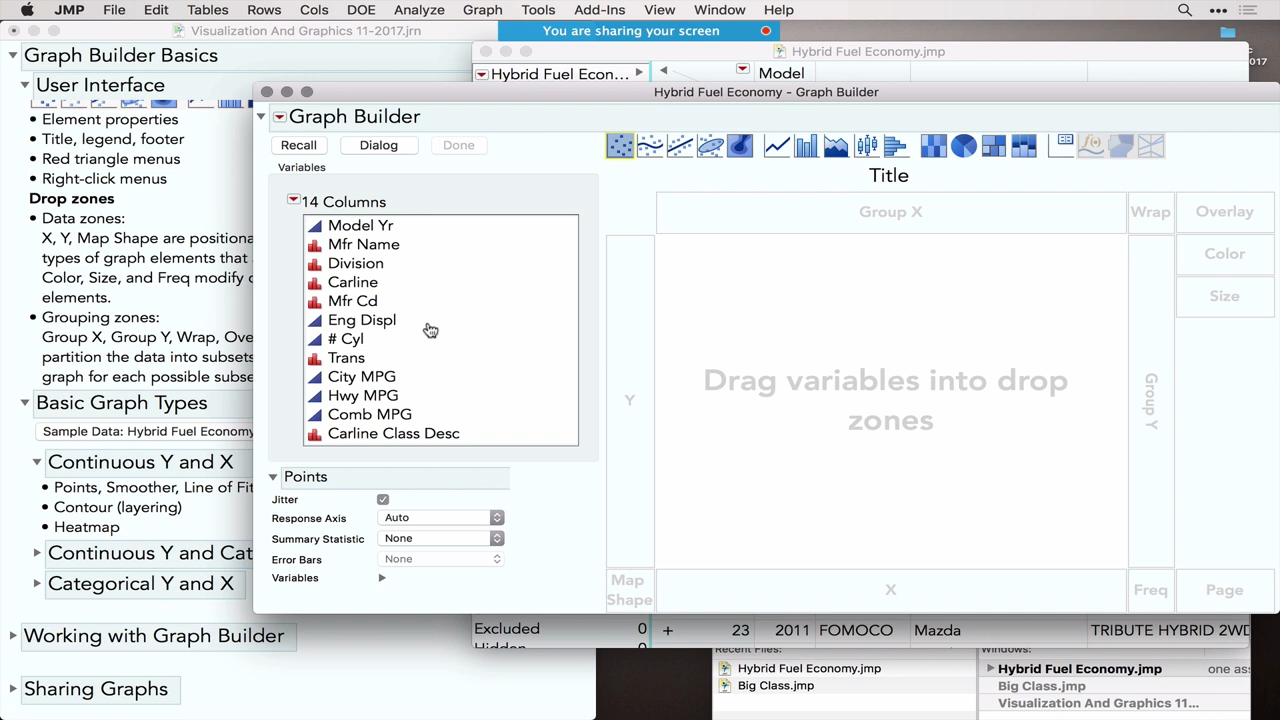 JMP File Edit Tables Rows Cols DOE Analyze Graph Tools Add-Ins View Window Help
Visualization And Graphics 11-2017.jrn
You are sharing your screen
2017
Graph Builder Basics
User Interface
• Element properties
• Title, legend, footer
• Red triangle menus
• Right-click menus
Drop zones
• Data zones:
X, Y, Map Shape are positiona
types of graph elements that
Color, Size, and Freq modify
elements.
• Grouping zones:
Group X, Group Y, Wrap, Ove
partition the data into subsets
graph for each possible subse
Basic Graph Types
Sample Data: Hybrid Fuel Economy
Continuous Y and X
• Points, Smoother, Line of Fit
• Contour (layering)
• Heatmap
Continuous Y and Cat
Categorical Y and X
Working with Graph Builder
Sharing Graphs
Hybrid Fuel Economy.jmp
Hybrid Fuel Econ...
Model
Hybrid Fuel Economy - Graph Builder
Graph Builder
Recall Dialog Done
Variables
14 Columns
Model Yr
Mfr Name
Division
Carline
Mfr Cd
Eng Displ
# Cyl
Trans
City MPG
Hwy MPG
Comb MPG
Carline Class Desc
Points
Jitter
Response Axis Auto
Summary Statistic None
Error Bars None
Variables
Title
Group X
Wrap
Overlay
Color
Size
Y
Drag variables into drop
zones
Group Y
Map
Shape
X
Freq
Page
Excluded 0
Hidden 0
23 2011 FOMOCO Mazda TRIBUTE HYBRID 2WD
Recent Files:
Hybrid Fuel Economy.jmp
Big Class.jmp
Windows:
Hybrid Fuel Economy.jmp one ass
Big Class.jmp
Visualization And Graphics 11...